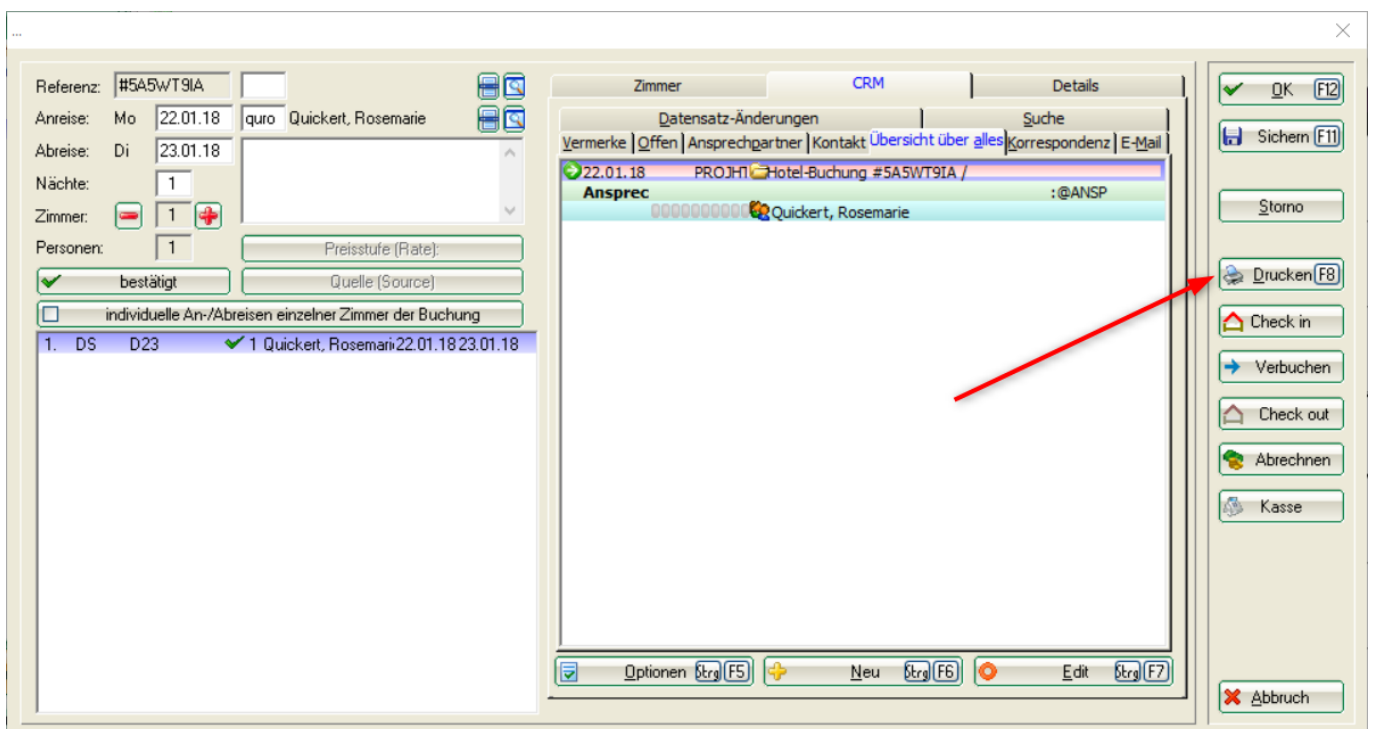 ...
Referenz: #5A5WT9IA
Anreise: Mo 22.01.18 quro Quickert, Rosemarie
Abreise: Di 23.01.18
Nächte: 1
Zimmer: 1
Personen: 1
Preisstufe (Rate):
bestätigt
Quelle (Source)
individuelle An-/Abreisen einzelner Zimmer der Buchung
1. DS D23 1 Quickert, Rosemari 22.01.18 23.01.18
Zimmer CRM Details
Datensatz-Änderungen Suche
Vermerke Offen Ansprechpartner Kontakt Übersicht über alles Korrespondenz E-Mail
22.01.18 PROJHT Hotel-Buchung #5A5WT9IA /
Ansprec :@ANSP
0000000000 Quickert, Rosemarie
Optionen Strg F5 Neu Strg F6 Edit Strg F7
OK F12
Sichern F11
Storno
Drucken F8
Check in
Verbuchen
Check out
Abrechnen
Kasse
Abbruch